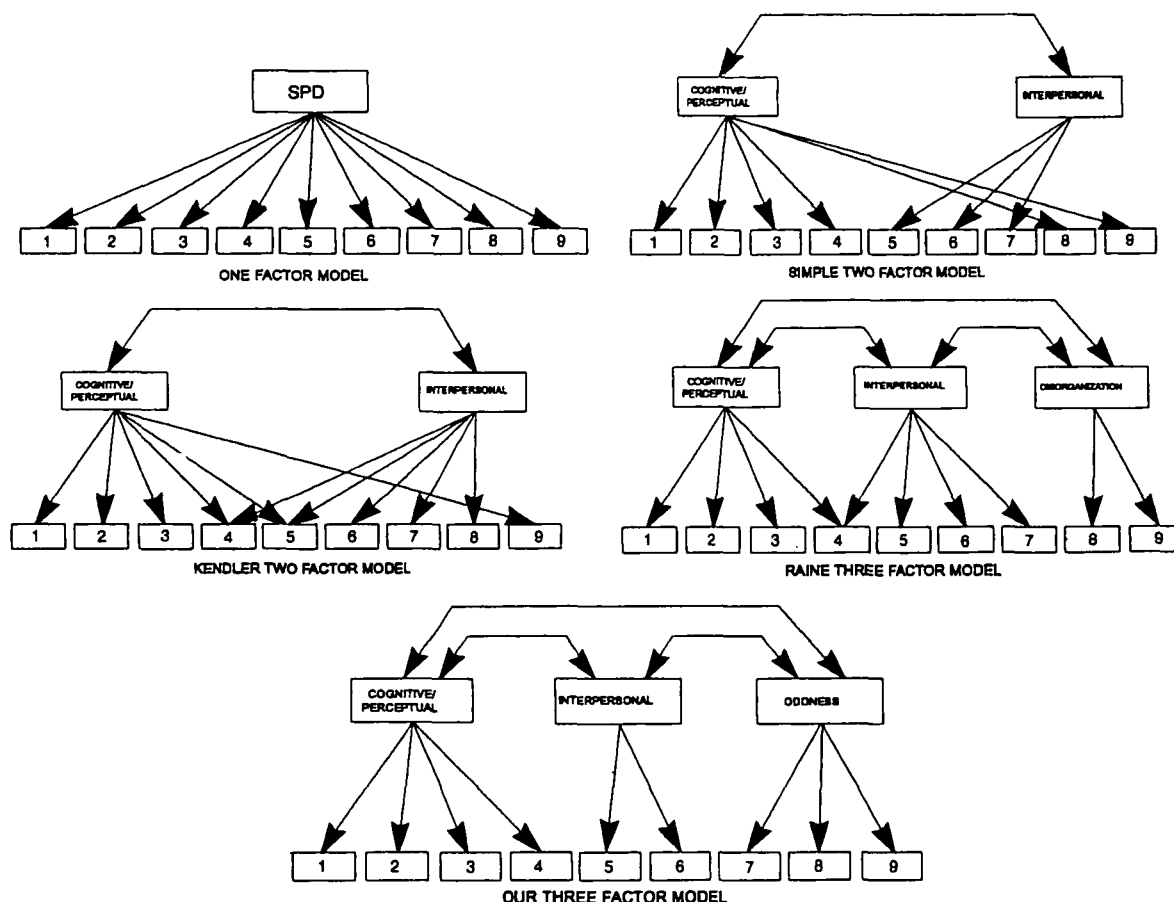 SPD
1 2 3 4 5 6 7 8 9
ONE FACTOR MODEL
COGNITIVE/
PERCEPTUAL
INTERPERSONAL
1 2 3 4 5 6 7 8 9
SIMPLE TWO FACTOR MODEL
COGNITIVE/
PERCEPTUAL
INTERPERSONAL
1 2 3 4 5 6 7 8 9
KENDLER TWO FACTOR MODEL
COGNITIVE/
PERCEPTUAL
INTERPERSONAL
DISORGANIZATION
1 2 3 4 5 6 7 8 9
RAINE THREE FACTOR MODEL
COGNITIVE/
PERCEPTUAL
INTERPERSONAL
ODDNESS
1 2 3 4 5 6 7 8 9
OUR THREE FACTOR MODEL